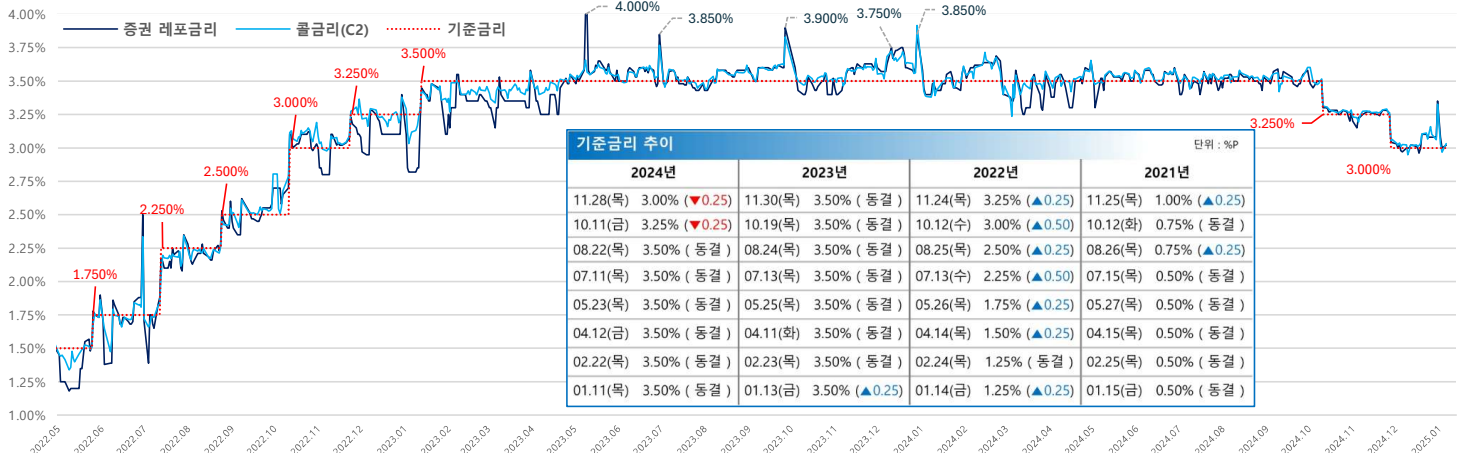 4.00%
3.75%
3.50%
3.25%
3.00%
2.75%
2.50%
2.25%
2.00%
1.75%
1.50%
1.25%
1.00%
증권 레포금리 콜금리(C2) 기준금리
1.750%
2.250%
2.500%
3.000%
3.250%
3.500%
4.000%
3.850%
3.900%
3.750%
3.850%
3.250%
3.000%
기준금리 추이 단위 : %P
2024년 2023년 2022년 2021년
11.28(목) 3.00% (▼0.25) 11.30(목) 3.50% ( 동결 ) 11.24(목) 3.25% (▲0.25) 11.25(목) 1.00% (▲0.25)
10.11(금) 3.25% (▼0.25) 10.19(목) 3.50% ( 동결 ) 10.12(수) 3.00% (▲0.50) 10.12(화) 0.75% ( 동결 )
08.22(목) 3.50% ( 동결 ) 08.24(목) 3.50% ( 동결 ) 08.25(목) 2.50% (▲0.25) 08.26(목) 0.75% (▲0.25)
07.11(목) 3.50% ( 동결 ) 07.13(목) 3.50% ( 동결 ) 07.13(수) 2.25% (▲0.50) 07.15(목) 0.50% ( 동결 )
05.23(목) 3.50% ( 동결 ) 05.25(목) 3.50% ( 동결 ) 05.26(목) 1.75% (▲0.25) 05.27(목) 0.50% ( 동결 )
04.12(금) 3.50% ( 동결 ) 04.11(화) 3.50% ( 동결 ) 04.14(목) 1.50% (▲0.25) 04.15(목) 0.50% ( 동결 )
02.22(목) 3.50% ( 동결 ) 02.23(목) 3.50% ( 동결 ) 02.24(목) 1.25% ( 동결 ) 02.25(목) 0.50% ( 동결 )
01.11(목) 3.50% ( 동결 ) 01.13(금) 3.50% (▲0.25) 01.14(금) 1.25% (▲0.25) 01.15(금) 0.50% ( 동결 )
2022.05 2022.06 2022.07 2022.08 2022.09 2022.10 2022.11 2022.12 2023.01 2023.02 2023.03 2023.04 2023.05 2023.06 2023.07 2023.08 2023.09 2023.10 2023.11 2023.12 2024.01 2024.02 2024.03 2024.04 2024.05 2024.06 2024.07 2024.08 2024.09 2024.10 2024.11 2024.12 2025.01